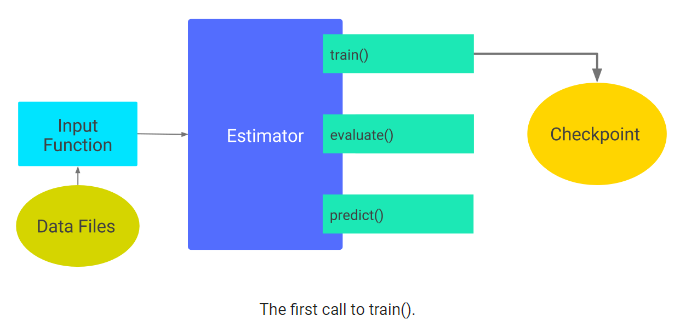 train()
Input
Function
Estimator
evaluate()
Checkpoint
Data Files
predict()
The first call to train().